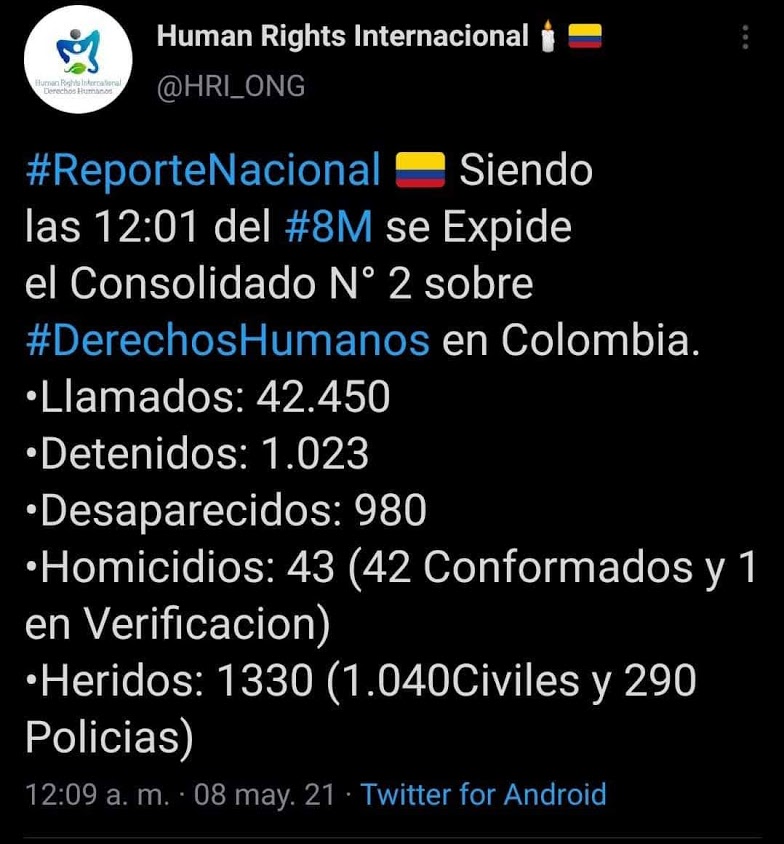 Human Rights Internacional
@HRI_ONG
Human Rights Internacional
Derechos Humanos
#ReporteNacional Siendo
las 12:01 del #8M se Expide
el Consolidado N° 2 sobre
#DerechosHumanos en Colombia.
•Llamados: 42.450
•Detenidos: 1.023
•Desaparecidos: 980
•Homicidios: 43 (42 Conformados y 1
en Verificacion)
•Heridos: 1330 (1.040Civiles y 290
Policias)
12:09 a. m. · 08 may. 21 · Twitter for Android